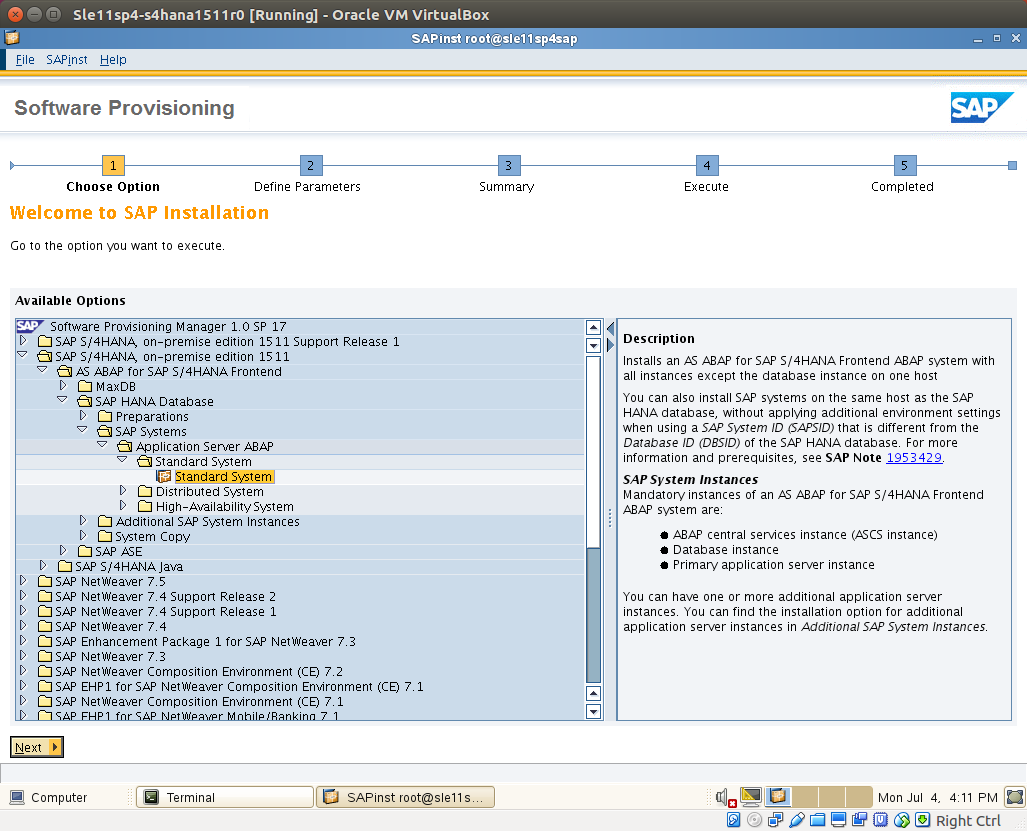 Sle11sp4-s4hana1511r0 [Running] - Oracle VM VirtualBox
SAPinst root@sle11sp4sap
File SAPinst Help
Software Provisioning
SAP
1 2 3 4 5
Choose Option Define Parameters Summary Execute Completed
Welcome to SAP Installation
Go to the option you want to execute.
Available Options
SAP Software Provisioning Manager 1.0 SP 17
SAP S/4HANA, on-premise edition 1511 Support Release 1
SAP S/4HANA, on-premise edition 1511
AS ABAP for SAP S/4HANA Frontend
MaxDB
SAP HANA Database
Preparations
SAP Systems
Application Server ABAP
Standard System
Standard System
Distributed System
High-Availability System
Additional SAP System Instances
System Copy
SAP ASE
SAP S/4HANA Java
SAP NetWeaver 7.5
SAP NetWeaver 7.4 Support Release 2
SAP NetWeaver 7.4 Support Release 1
SAP NetWeaver 7.4
SAP Enhancement Package 1 for SAP NetWeaver 7.3
SAP NetWeaver 7.3
SAP NetWeaver Composition Environment (CE) 7.2
SAP EHP1 for SAP NetWeaver Composition Environment (CE) 7.1
SAP NetWeaver Composition Environment (CE) 7.1
SAP EHP1 for SAP NetWeaver Mobile/Banking 7.1
Description
Installs an AS ABAP for SAP S/4HANA Frontend ABAP system with
all instances except the database instance on one host
You can also install SAP systems on the same host as the SAP
HANA database, without applying additional environment settings
when using a SAP System ID (SAPSID) that is different from the
Database ID (DBSID) of the SAP HANA database. For more
information and prerequisites, see SAP Note 1953429.
SAP System Instances
Mandatory instances of an AS ABAP for SAP S/4HANA Frontend
ABAP system are:
● ABAP central services instance (ASCS instance)
● Database instance
● Primary application server instance
You can have one or more additional application server
instances. You can find the installation option for additional
application server instances in Additional SAP System Instances.
Next
Computer Terminal SAPinst root@sle11s... Mon Jul 4, 4:11 PM
Right Ctrl